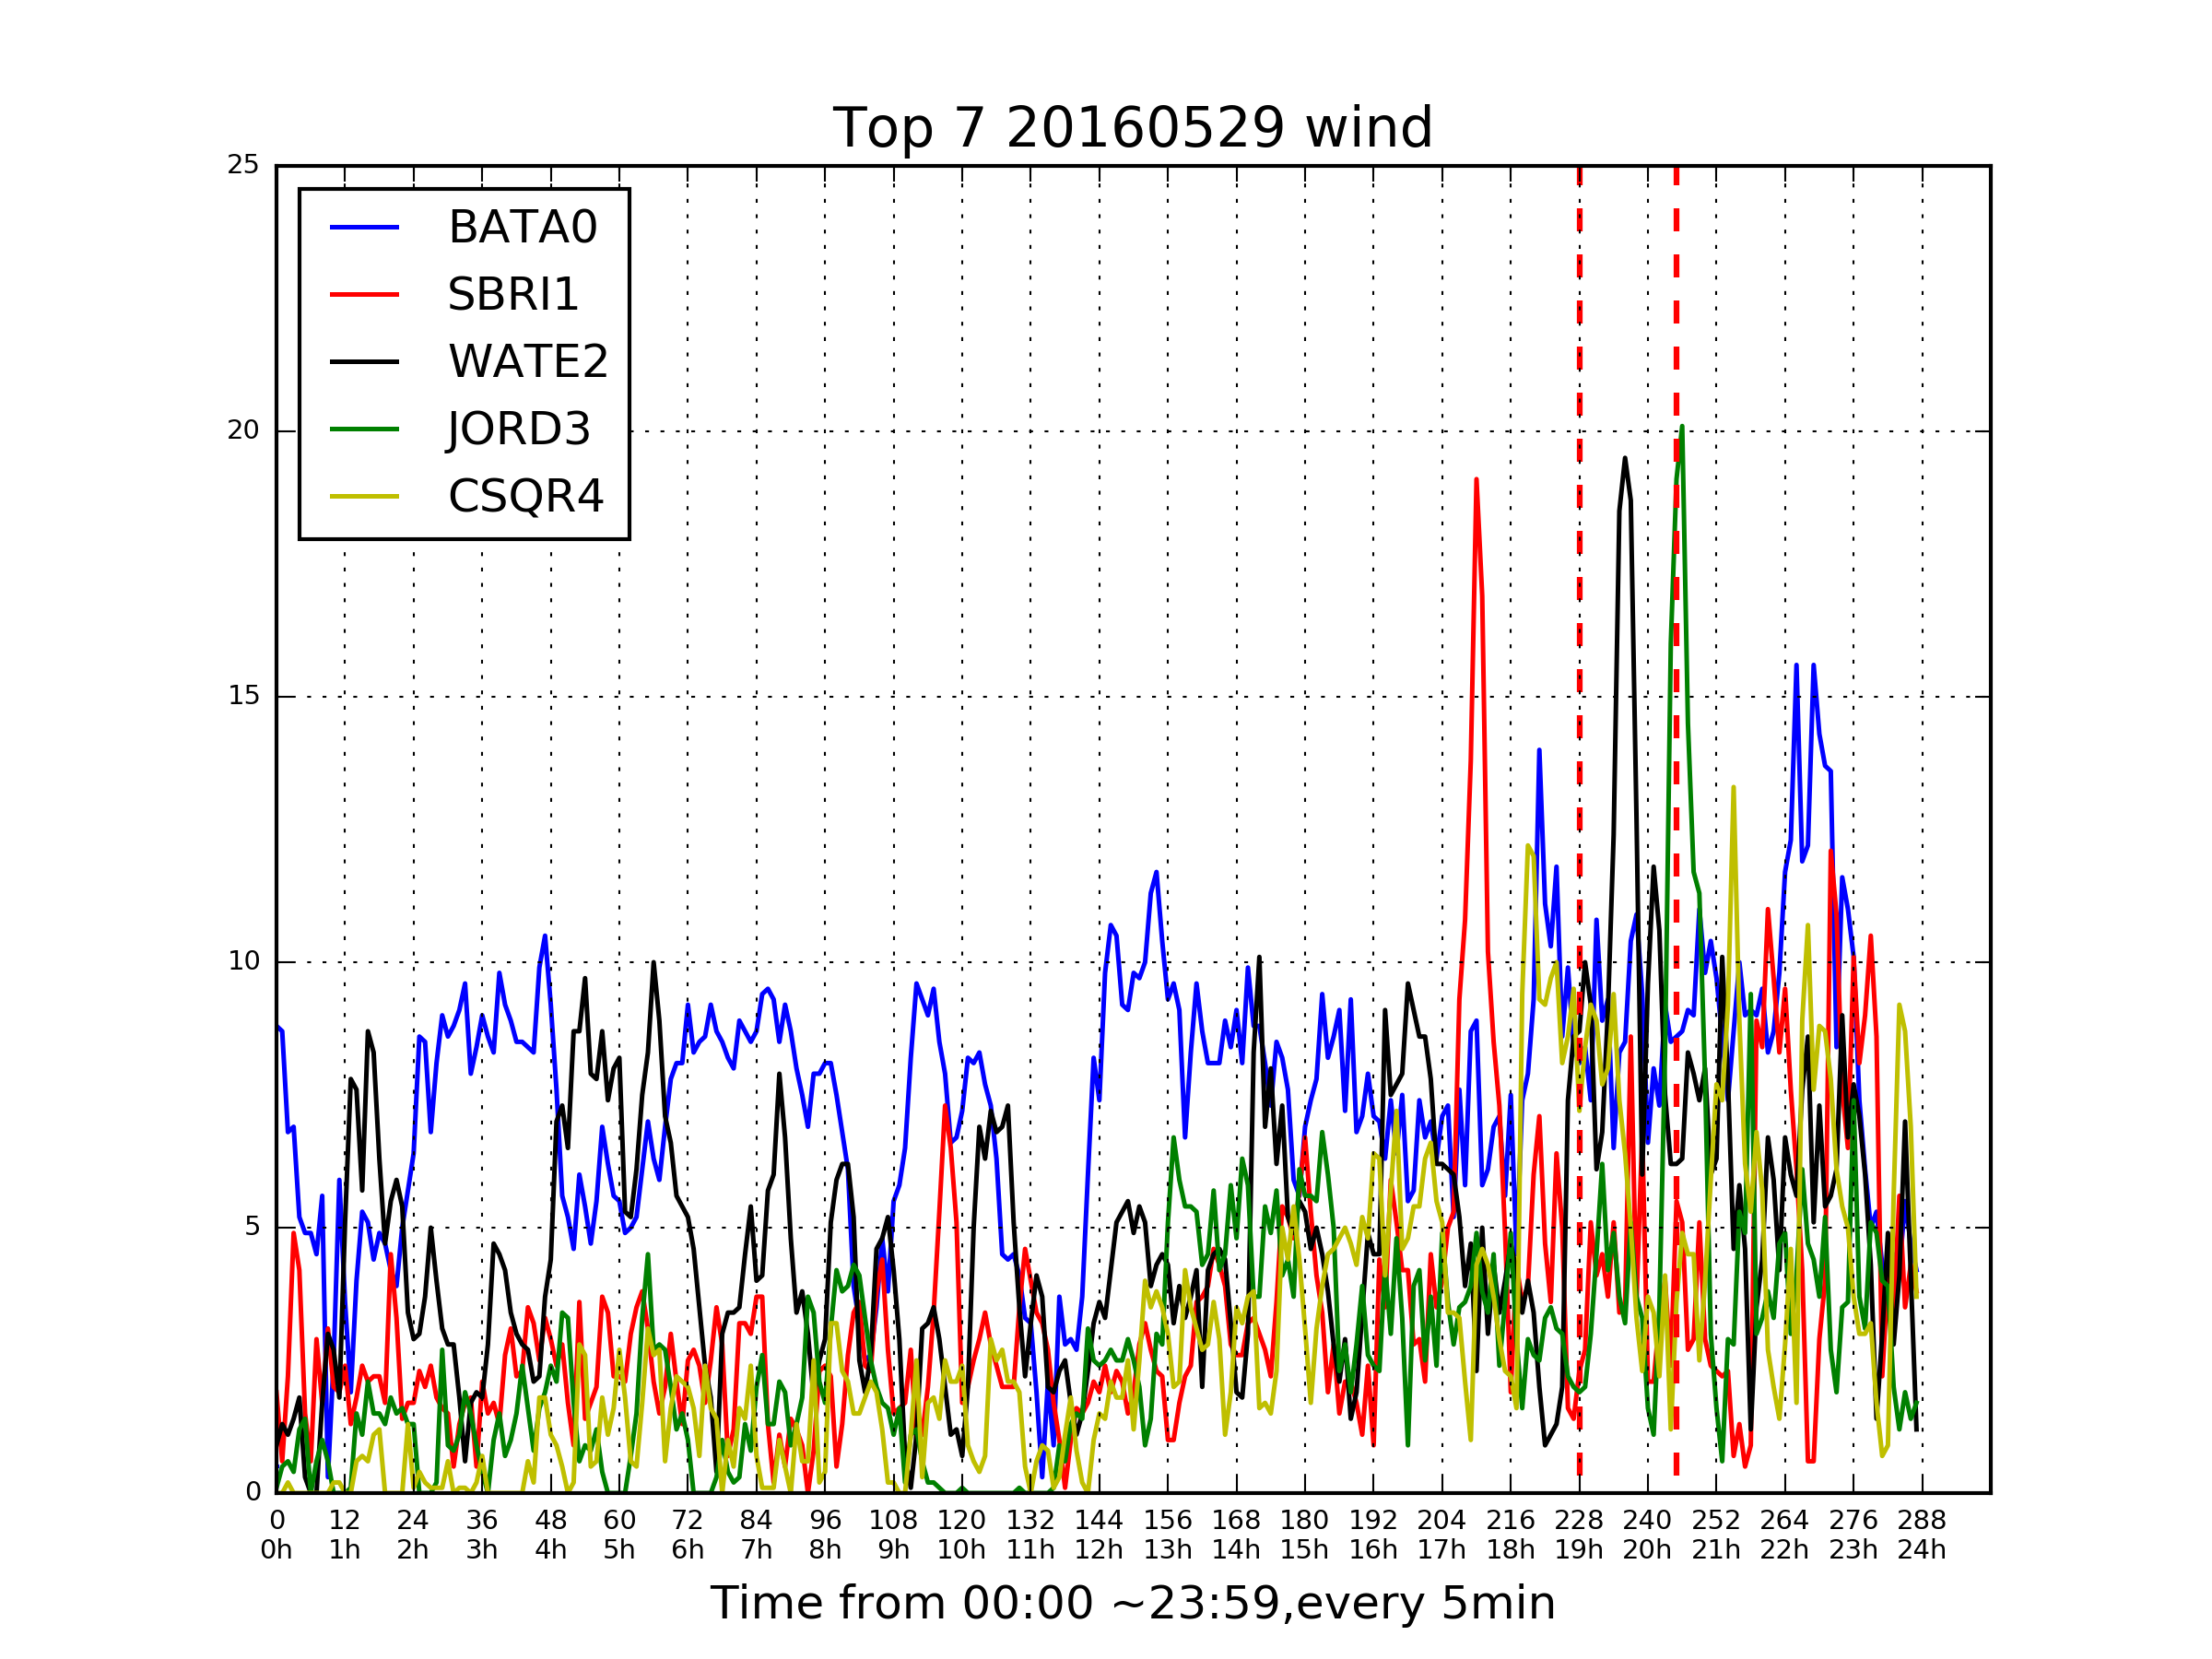 Top 7 20160529 wind
25
20
15
10
5
0
BATA0
SBRI1
WATE2
JORD3
CSQR4
0 12 24 36 48 60 72 84 96 108 120 132 144 156 168 180 192 204 216 228 240 252 264 276 288
0h 1h 2h 3h 4h 5h 6h 7h 8h 9h 10h 11h 12h 13h 14h 15h 16h 17h 18h 19h 20h 21h 22h 23h 24h
Time from 00:00 ~23:59,every 5min